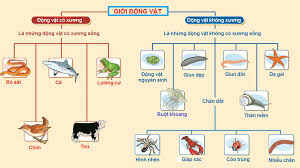 GIỚI ĐỘNG VẬT
Động vật có xương
Động vật không xương
Là những động vật có xương sống
Là những động vật không xương sống
Bò sát
Cá
Lưỡng cư
Động vật nguyên sinh
Giun dẹp
Giun đốt
Da gai
Chân đốt
Ruột khoang
Thân mềm
Chim
Thú
Hình nhện
Giáp xác
Côn trùng
Nhiều chân